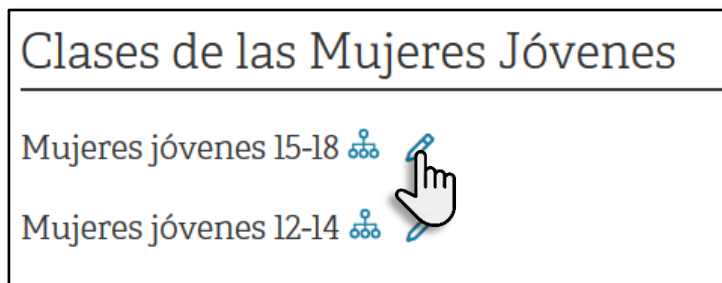 Clases de las Mujeres Jóvenes
Mujeres jóvenes 15-18
Mujeres jóvenes 12-14